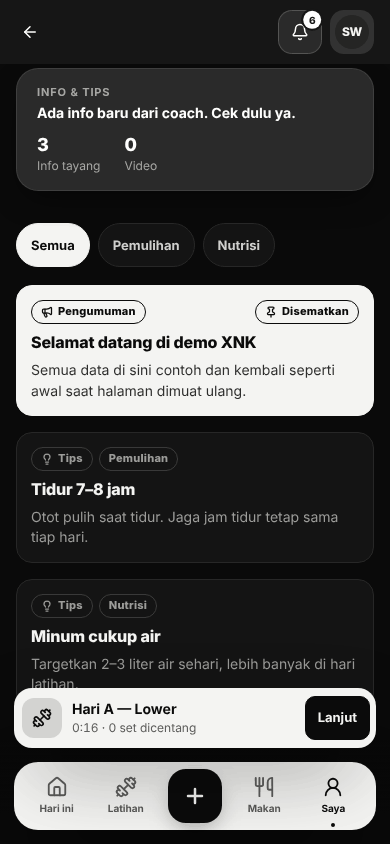 6
SW
INFO & TIPS
Ada info baru dari coach. Cek dulu ya.
3 0
Info tayang Video
Semua Pemulihan Nutrisi
Pengumuman Disematkan
Selamat datang di demo XNK
Semua data di sini contoh dan kembali seperti
awal saat halaman dimuat ulang.
Tips Pemulihan
Tidur 7–8 jam
Otot pulih saat tidur. Jaga jam tidur tetap sama
tiap hari.
Tips Nutrisi
Minum cukup air
Targetkan 2–3 liter air sehari, lebih banyak di hari
latihan.
Hari A — Lower
0:16 · 0 set dicentang
Lanjut
Hari ini Latihan Makan Saya